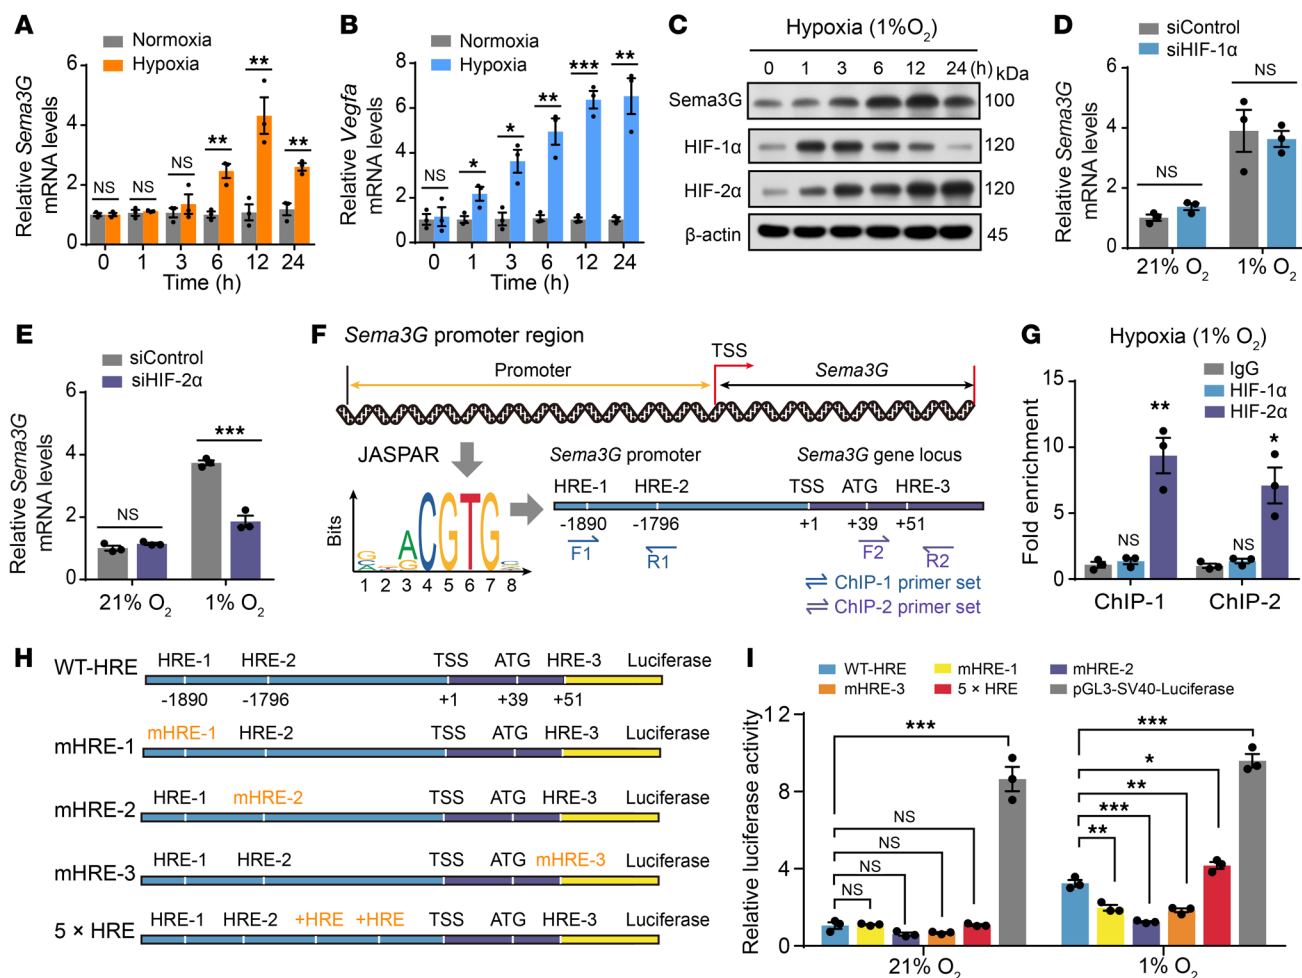 A
Normoxia
Hypoxia
Relative Sema3G
mRNA levels
6
4
2
0
NS
NS
NS
**
**
**
0 1 3 6 12 24
Time (h)
B
Normoxia
Hypoxia
Relative Vegfa
mRNA levels
8
6
4
2
0
NS
*
*
**
***
**
0 1 3 6 12 24
Time (h)
C
Hypoxia (1%O2)
0 1 3 6 12 24 (h) kDa
Sema3G 100
HIF-1α 120
HIF-2α 120
β-actin 45
D
siControl
siHIF-1α
Relative Sema3G
mRNA levels
6
4
2
0
NS
NS
21% O2 1% O2
E
siControl
siHIF-2α
Relative Sema3G
mRNA levels
6
4
2
0
NS
***
21% O2 1% O2
F Sema3G promoter region
TSS
Promoter Sema3G
JASPAR
Bits
ACGTG
1 2 3 4 5 6 7 8
Sema3G promoter Sema3G gene locus
HRE-1 HRE-2 TSS ATG HRE-3
-1890 -1796 +1 +39 +51
F1 R1 F2 R2
ChIP-1 primer set
ChIP-2 primer set
G
Hypoxia (1% O2)
IgG
HIF-1α
HIF-2α
Fold enrichment
15
10
5
0
NS
**
NS
*
ChIP-1 ChIP-2
H
WT-HRE HRE-1 HRE-2 TSS ATG HRE-3 Luciferase
-1890 -1796 +1 +39 +51
mHRE-1 mHRE-1 HRE-2 TSS ATG HRE-3 Luciferase
mHRE-2 HRE-1 mHRE-2 TSS ATG HRE-3 Luciferase
mHRE-3 HRE-1 HRE-2 TSS ATG mHRE-3 Luciferase
5 × HRE HRE-1 HRE-2 +HRE +HRE TSS ATG HRE-3 Luciferase
I
WT-HRE mHRE-1 mHRE-2
mHRE-3 5 × HRE pGL3-SV40-Luciferase
Relative luciferase activity
12
8
4
0
***
NS
NS
NS
NS
***
*
**
***
**
21% O2 1% O2